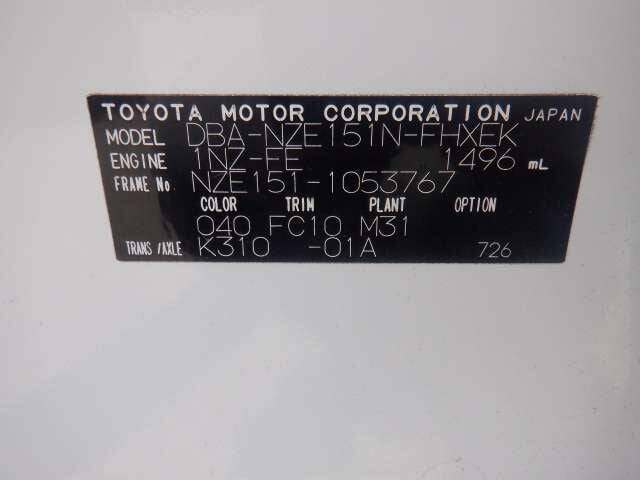 TOYOTA MOTOR CORPORATION JAPAN
MODEL DBA-NZE151N-FHXEK
ENGINE 1NZ-FE 1496 mL
FRAME No NZE151-1053767
COLOR TRIM PLANT OPTION
040 FC10 M31
TRANS /AXLE K310 -01A 726